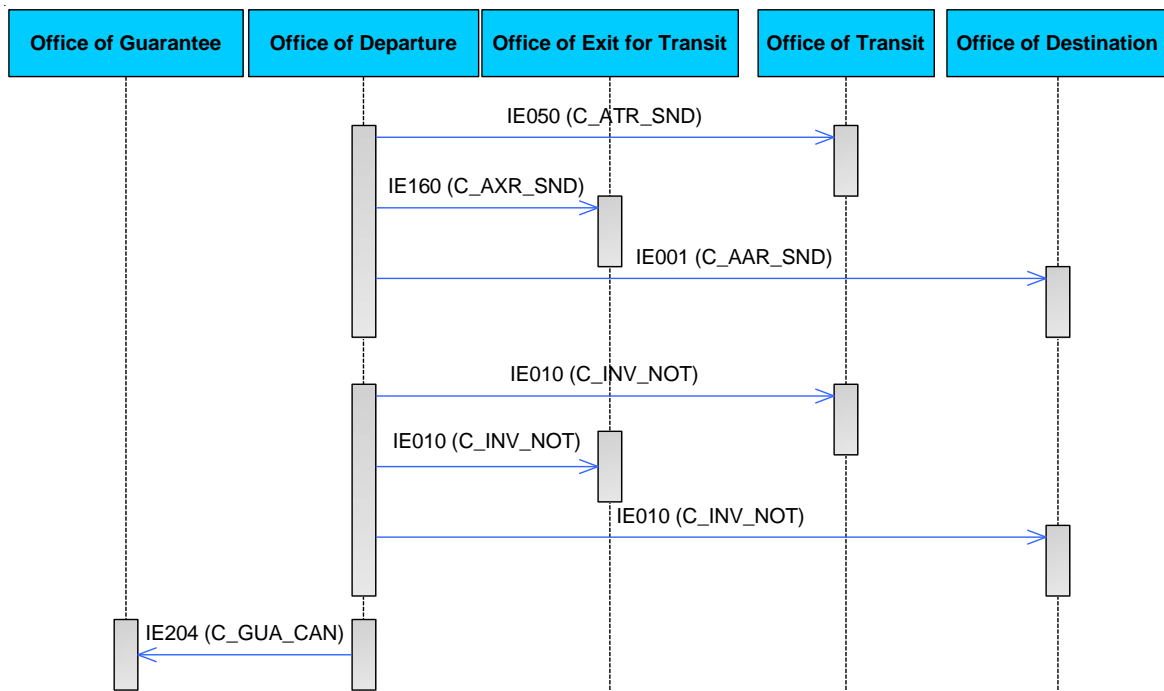 Office of Guarantee
Office of Departure
Office of Exit for Transit
Office of Transit
Office of Destination
IE050 (C_ATR_SND)
IE160 (C_AXR_SND)
IE001 (C_AAR_SND)
IE010 (C_INV_NOT)
IE010 (C_INV_NOT)
IE010 (C_INV_NOT)
IE204 (C_GUA_CAN)